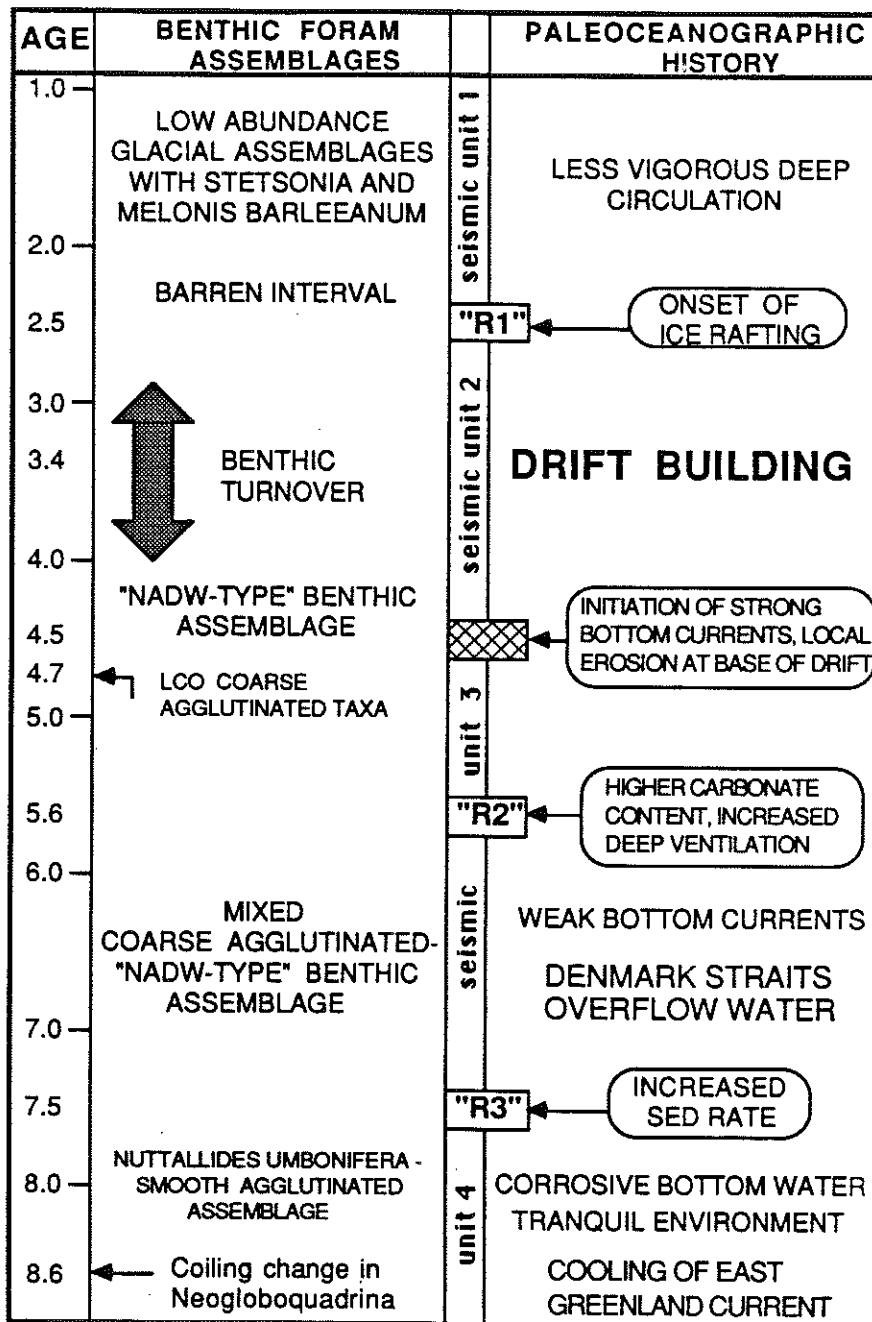 AGE
BENTHIC FORAM
ASSEMBLAGES
PALEOCEANOGRAPHIC
HISTORY
1.0
LOW ABUNDANCE
GLACIAL ASSEMBLAGES
WITH STETSONIA AND
MELONIS BARLEEANUM
seismic unit 1
LESS VIGOROUS DEEP
CIRCULATION
2.0
BARREN INTERVAL
2.5
"R1"
ONSET OF
ICE RAFTING
3.0
3.4
BENTHIC
TURNOVER
seismic unit 2
DRIFT BUILDING
4.0
"NADW-TYPE" BENTHIC
ASSEMBLAGE
4.5
INITIATION OF STRONG
BOTTOM CURRENTS, LOCAL
EROSION AT BASE OF DRIFT
4.7
LCO COARSE
AGGLUTINATED TAXA
5.0
seismic unit 3
5.6
"R2"
HIGHER CARBONATE
CONTENT, INCREASED
DEEP VENTILATION
6.0
MIXED
COARSE AGGLUTINATED-
"NADW-TYPE" BENTHIC
ASSEMBLAGE
WEAK BOTTOM CURRENTS
DENMARK STRAITS
OVERFLOW WATER
7.0
7.5
"R3"
INCREASED
SED RATE
NUTTALLIDES UMBONIFERA -
SMOOTH AGGLUTINATED
ASSEMBLAGE
8.0
unit 4
CORROSIVE BOTTOM WATER
TRANQUIL ENVIRONMENT
8.6
Coiling change in
Neogloboquadrina
COOLING OF EAST
GREENLAND CURRENT